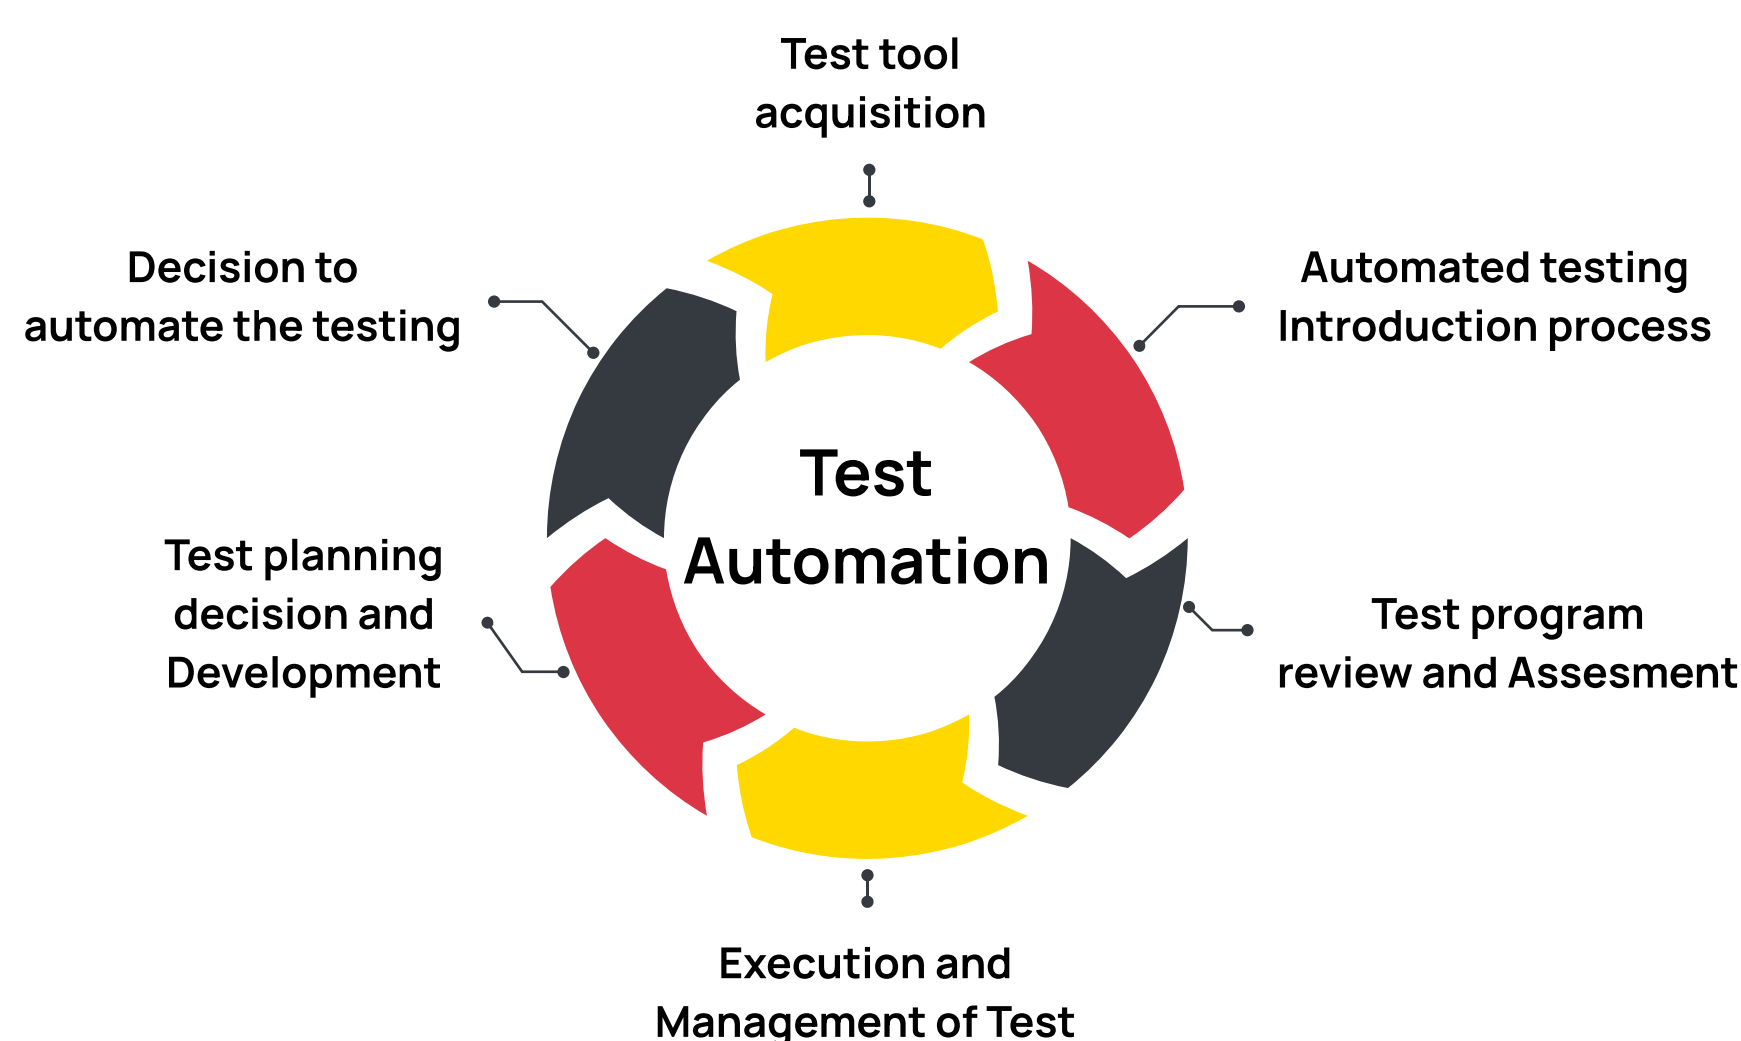 Test tool
acquisition
Decision to
automate the testing
Automated testing
Introduction process
Test
Automation
Test planning
decision and
Development
Test program
review and Assesment
Execution and
Management of Test